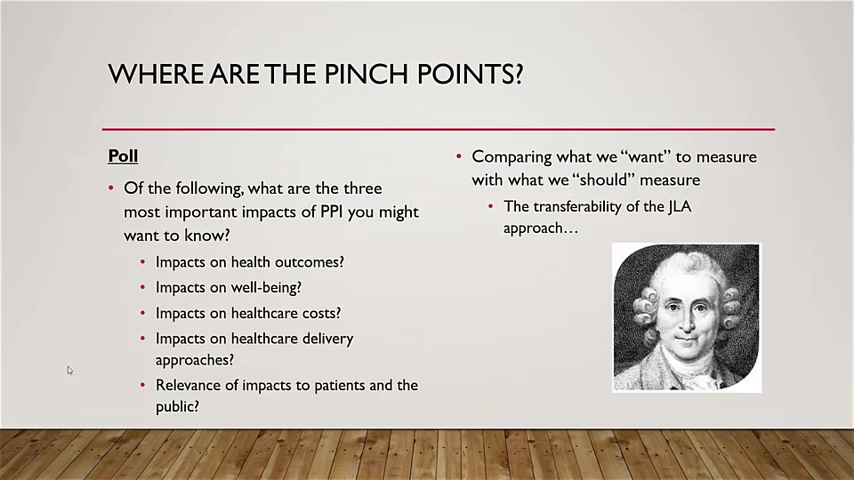 WHERE ARE THE PINCH POINTS?
Poll
• Of the following, what are the three
most important impacts of PPI you might
want to know?
• Impacts on health outcomes?
• Impacts on well-being?
• Impacts on healthcare costs?
• Impacts on healthcare delivery
approaches?
• Relevance of impacts to patients and the
public?
• Comparing what we “want” to measure
with what we “should” measure
• The transferability of the JLA
approach…